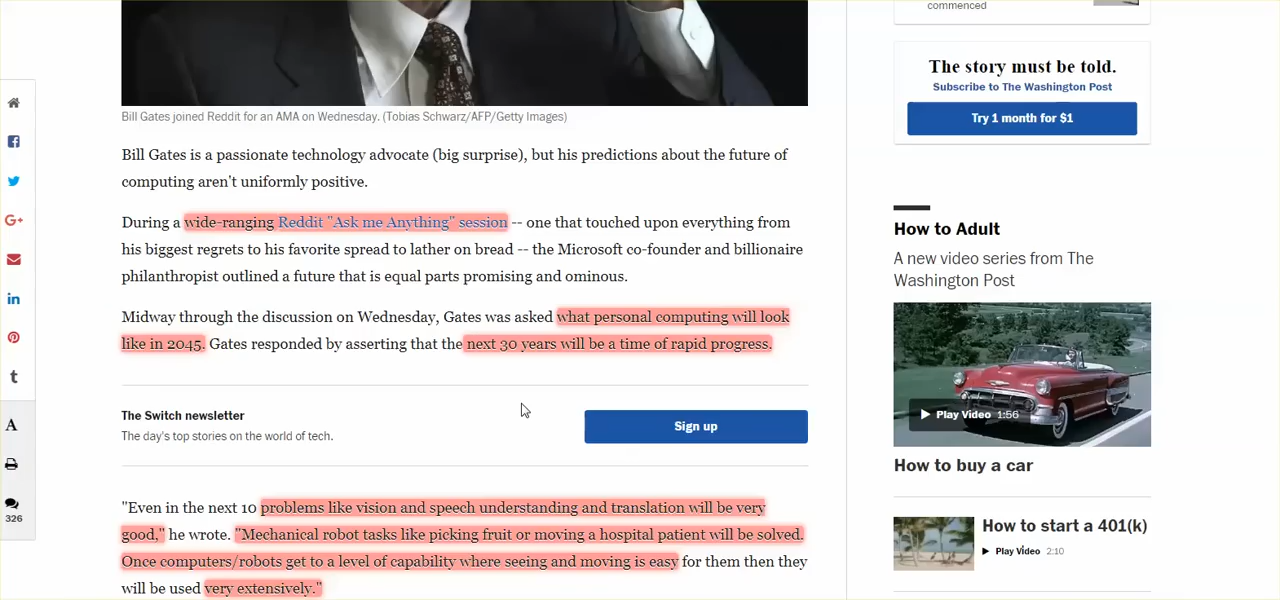 commenced
The story must be told.
Subscribe to The Washington Post
Try 1 month for $1
Bill Gates joined Reddit for an AMA on Wednesday. (Tobias Schwarz/AFP/Getty Images)
Bill Gates is a passionate technology advocate (big surprise), but his predictions about the future of
computing aren't uniformly positive.
During a wide-ranging Reddit "Ask me Anything" session -- one that touched upon everything from
his biggest regrets to his favorite spread to lather on bread -- the Microsoft co-founder and billionaire
philanthropist outlined a future that is equal parts promising and ominous.
Midway through the discussion on Wednesday, Gates was asked what personal computing will look
like in 2045. Gates responded by asserting that the next 30 years will be a time of rapid progress.
The Switch newsletter
The day's top stories on the world of tech.
Sign up
"Even in the next 10 problems like vision and speech understanding and translation will be very
good," he wrote. "Mechanical robot tasks like picking fruit or moving a hospital patient will be solved.
Once computers/robots get to a level of capability where seeing and moving is easy for them then they
will be used very extensively."
How to Adult
A new video series from The
Washington Post
Play Video 1:56
How to buy a car
How to start a 401(k)
Play Video 2:10
G+
in
t
A
326